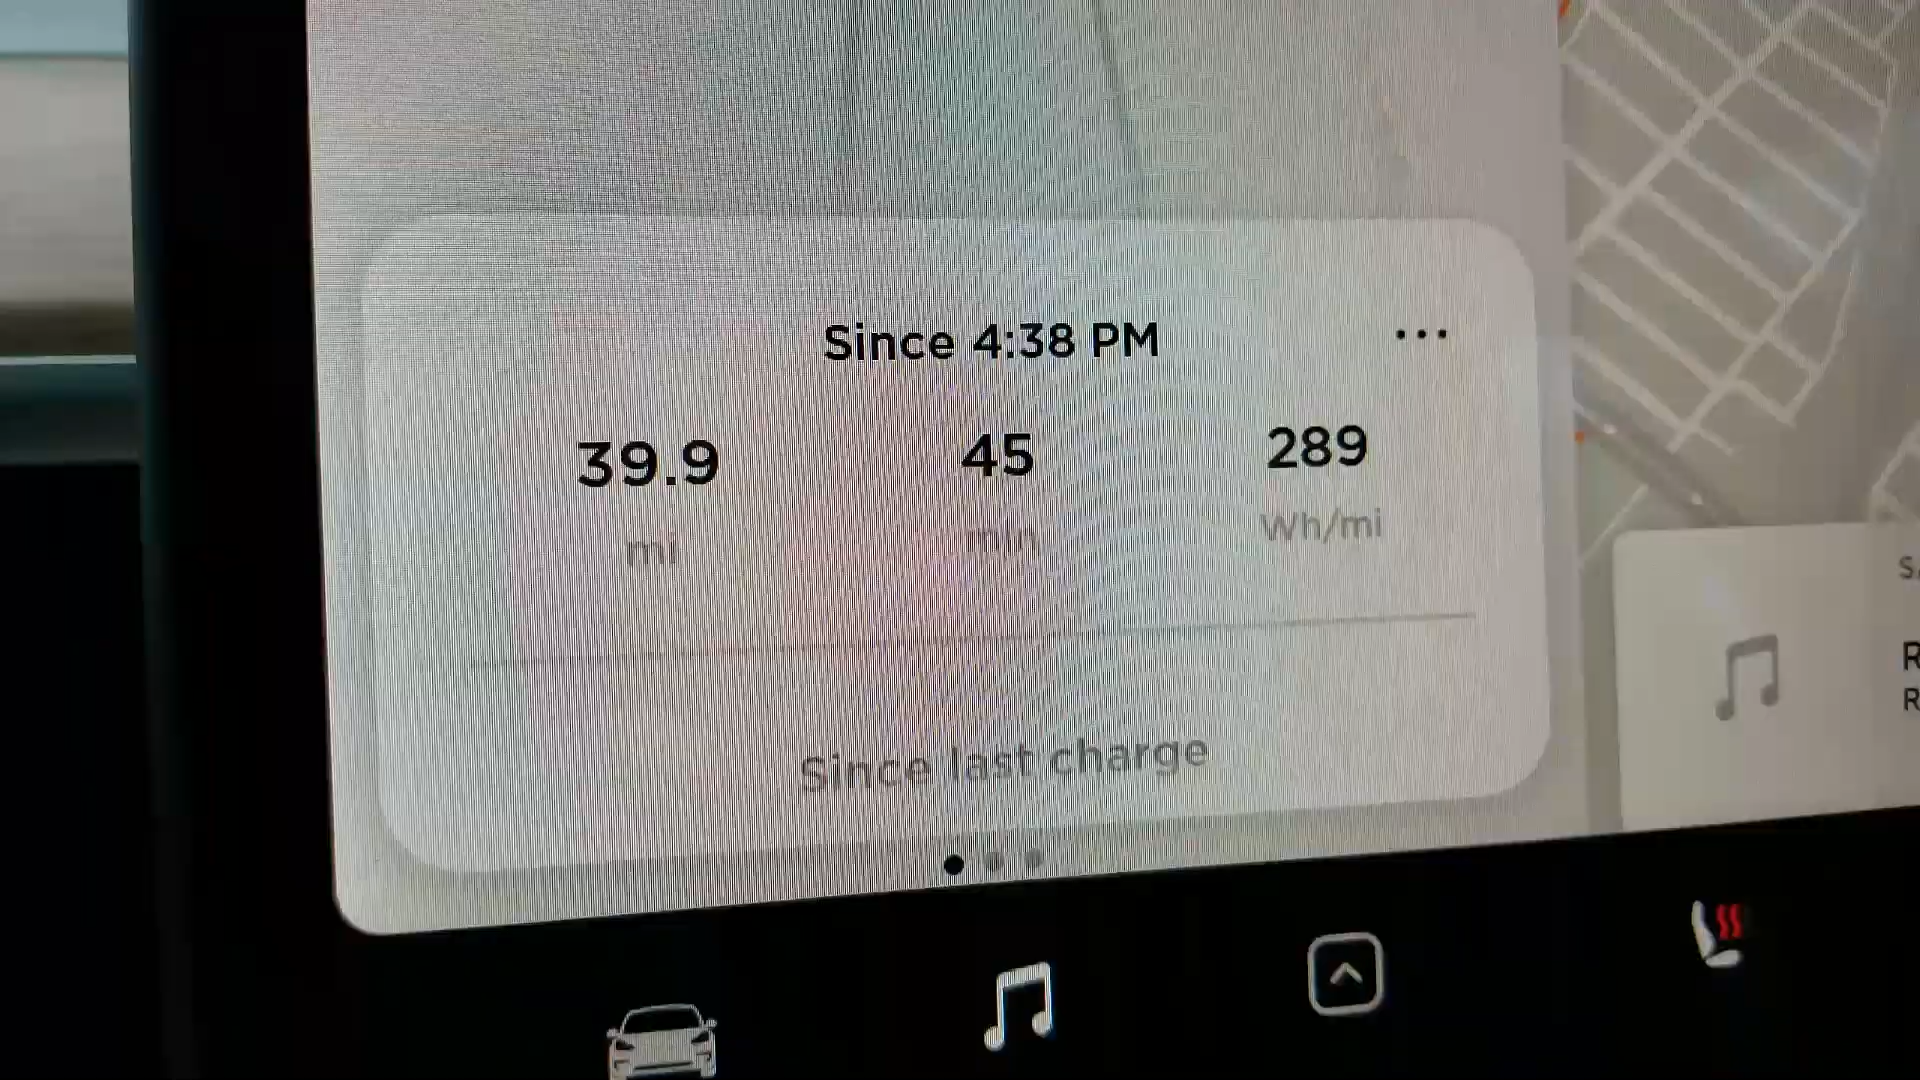 Since 4:38 PM
...
39.9 45 289
mi min Wh/mi
Since last charge
S
R
R